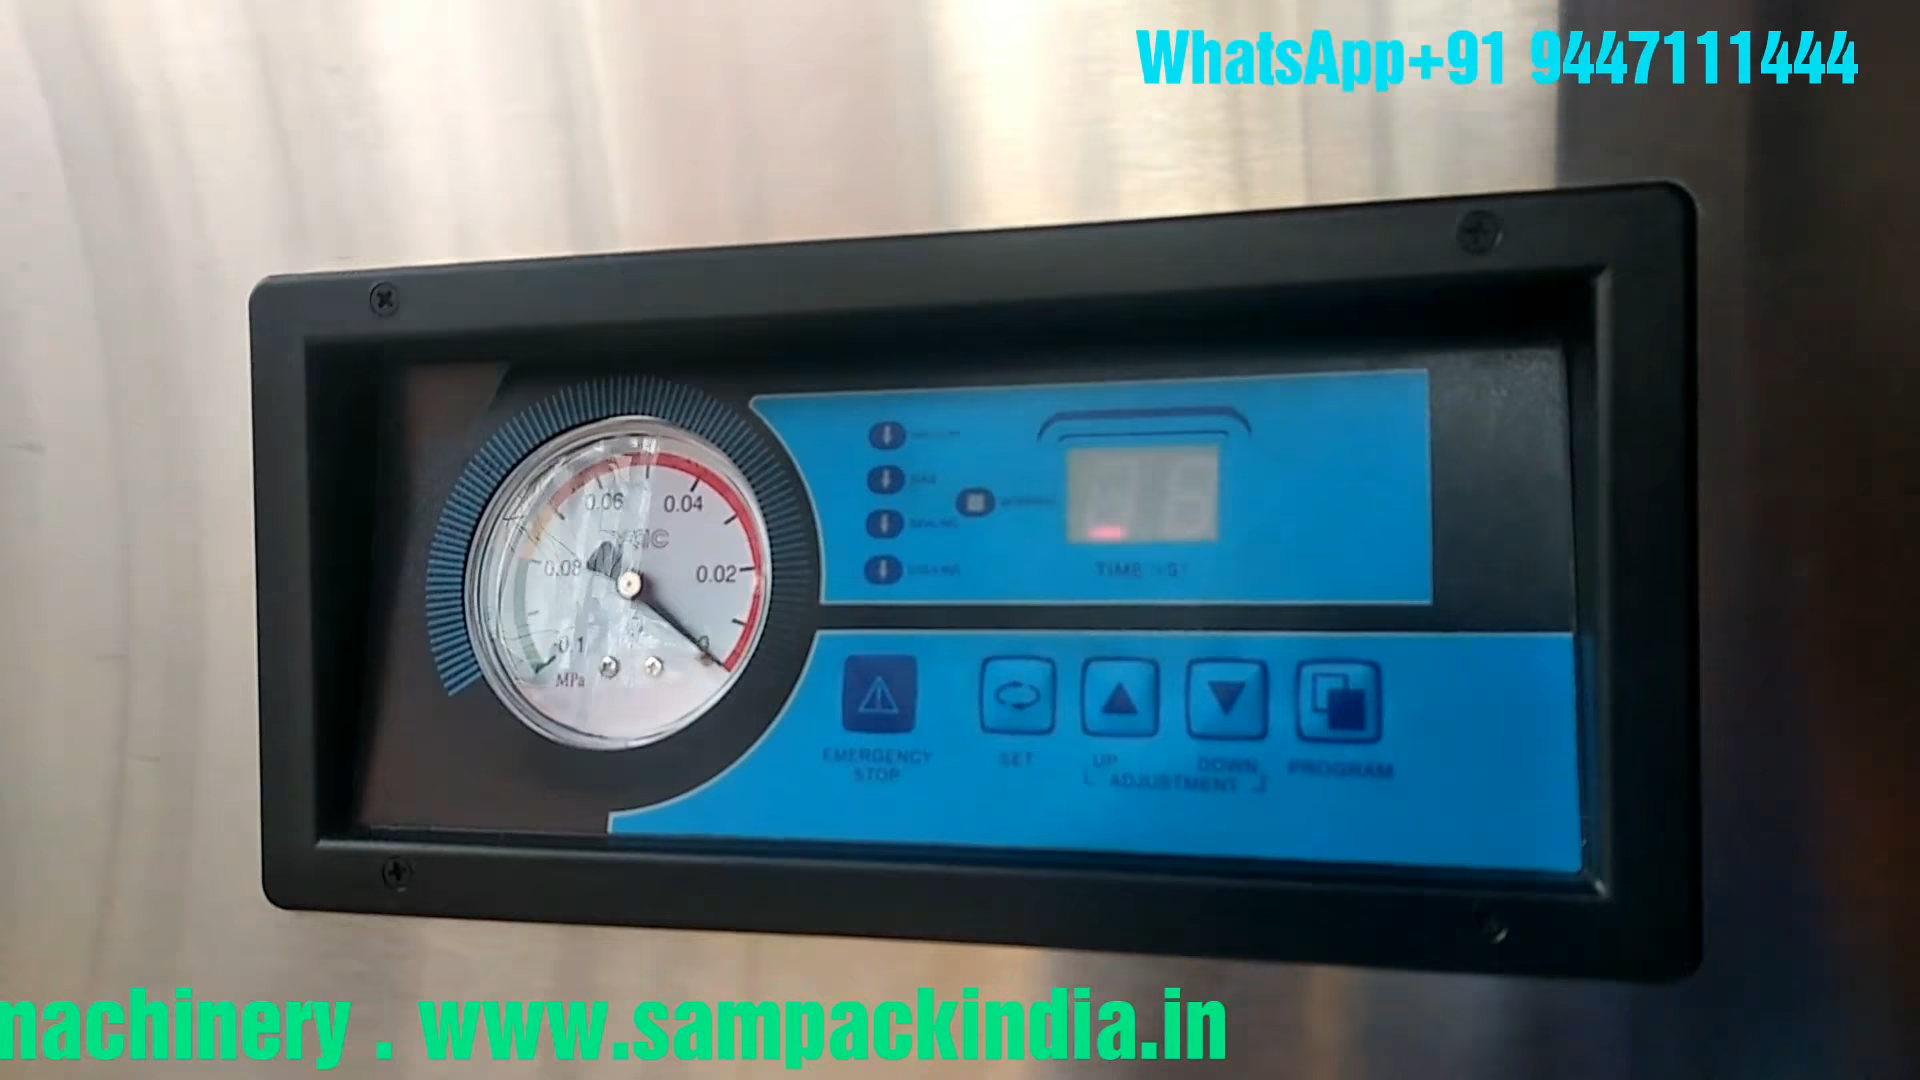 WhatsApp+91 9447111444
0.06 0.04
0.08 0.02
0.1 0
MPa
SEALING
TIME
EMERGENCY
STOP
SET
UP DOWN
ADJUSTMENT
PROGRAM
machinery . www.sampackindia.in